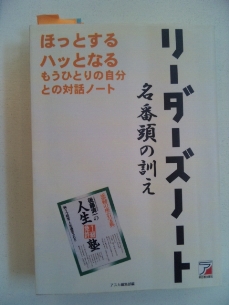 リーダーズノート
名番頭の訓え
ほっとする
ハッとなる
もうひとりの自分
との対話ノート
人生
塾